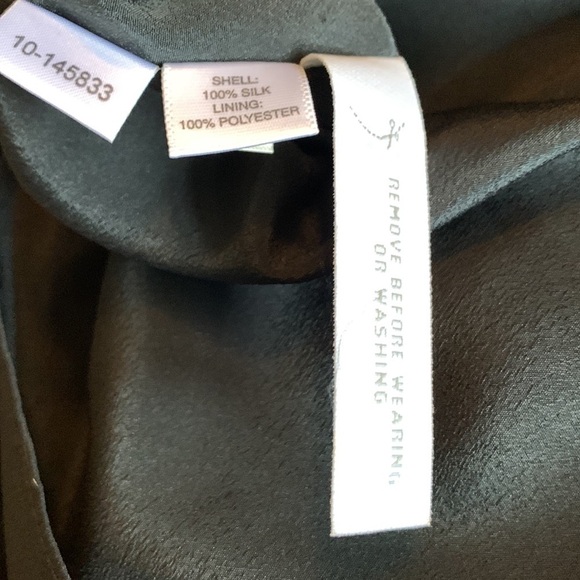 10-145833
SHELL:
100% SILK
LINING:
100% POLYESTER
REMOVE BEFORE WEARING
OR WASHING